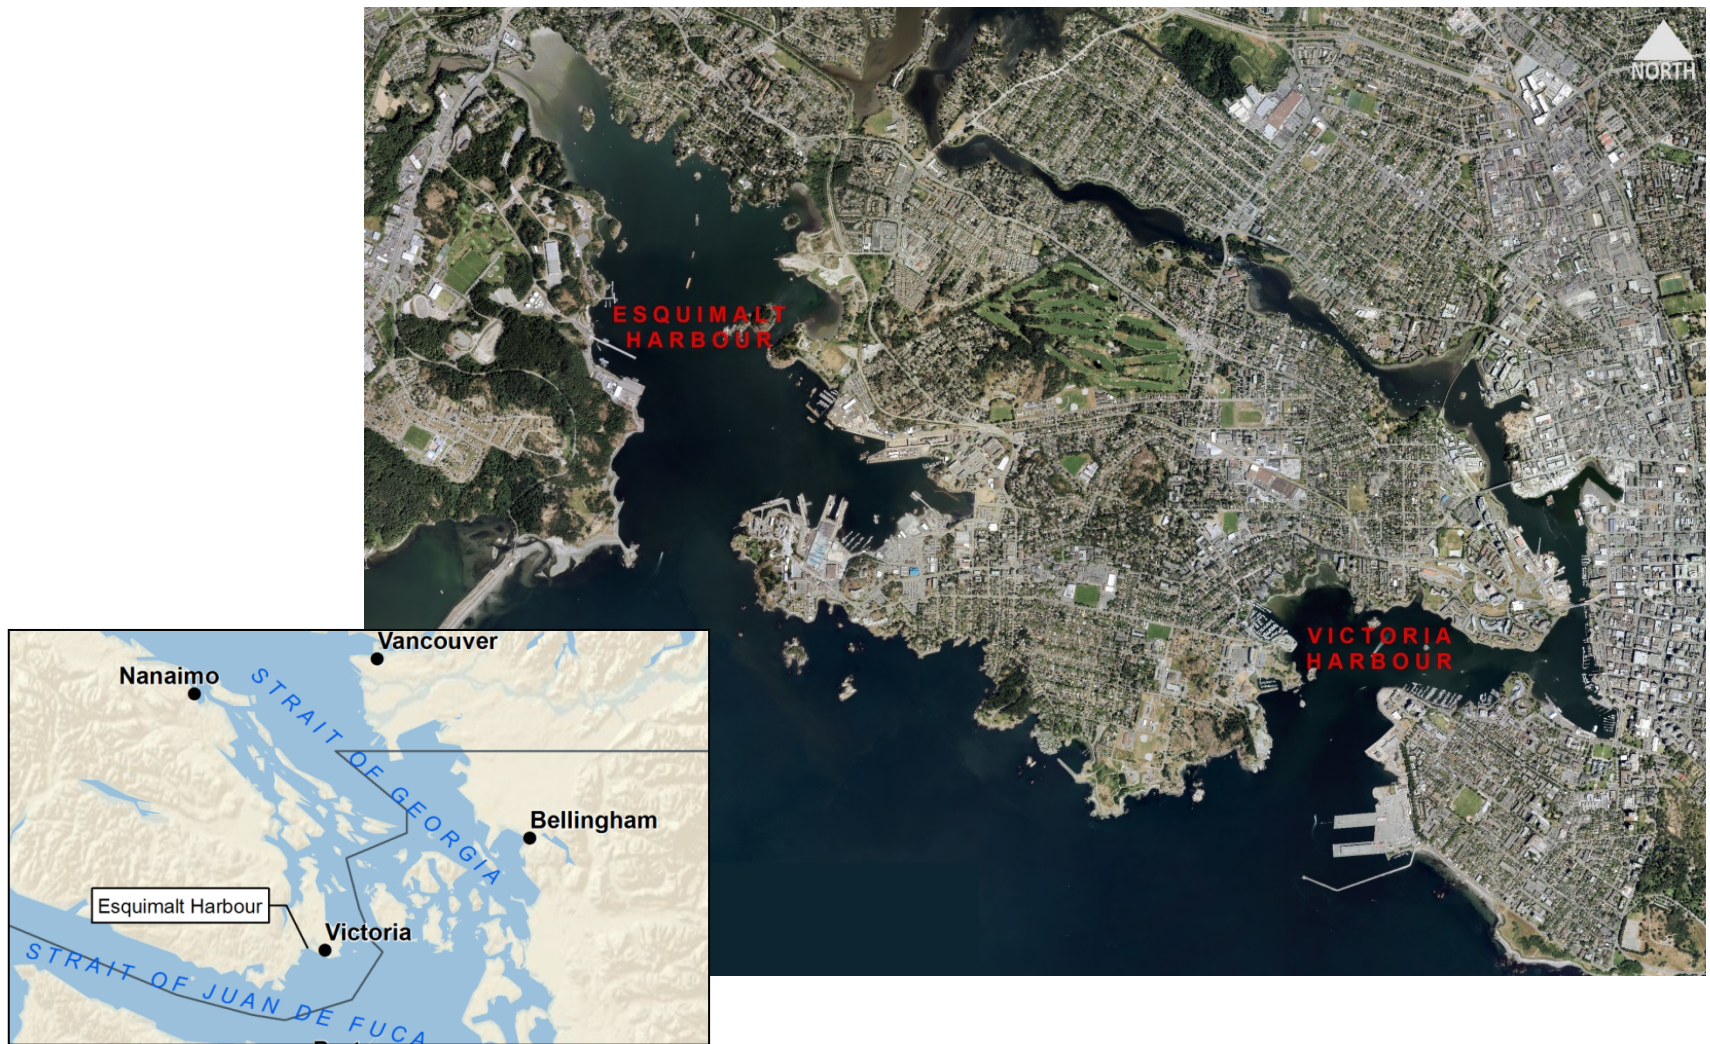 NORTH
ESQUIMALT
HARBOUR
VICTORIA
HARBOUR
Vancouver
Nanaimo
STRAIT OF GEORGIA
Bellingham
Esquimalt Harbour
Victoria
STRAIT OF JUAN DE FUCA